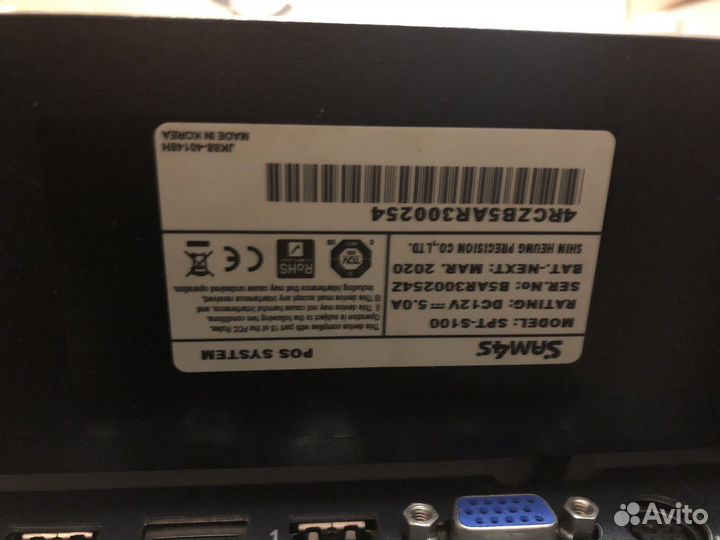 SAM4S
POS SYSTEM
MODEL: SPT-S100
RATING: DC12V ⎓ 5.0A
SER.No: B5AR300254Z
BAT.-NEXT: MAR. 2020
SHIN HEUNG PRECISION CO.,LTD.
This device complies with part 15 of the FCC Rules.
Operation is subject to the following two conditions.
i) This device may not cause harmful interference, and
ii) This device must accept any interference received,
including interference that may cause undesired operation.
TÜV
RoHS
CE
4RCZB5AR300254
JK68-40148H
MADE IN KOREA
1
Avito